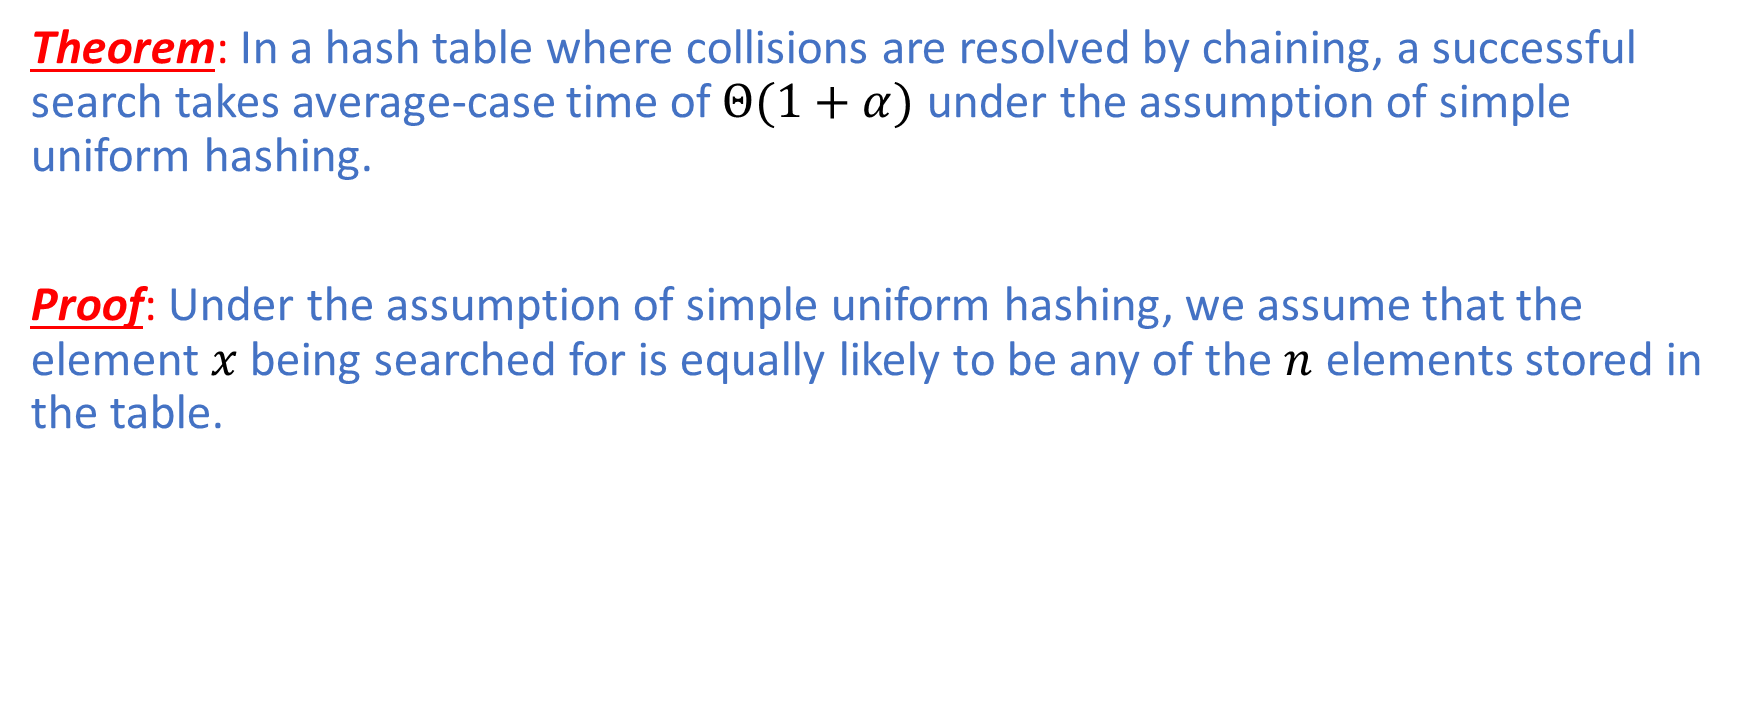 Theorem: In a hash table where collisions are resolved by chaining, a successful
search takes average-case time of Θ(1 + 𝛼) under the assumption of simple
uniform hashing.
Proof: Under the assumption of simple uniform hashing, we assume that the
element 𝑥 being searched for is equally likely to be any of the 𝑛 elements stored in
the table.